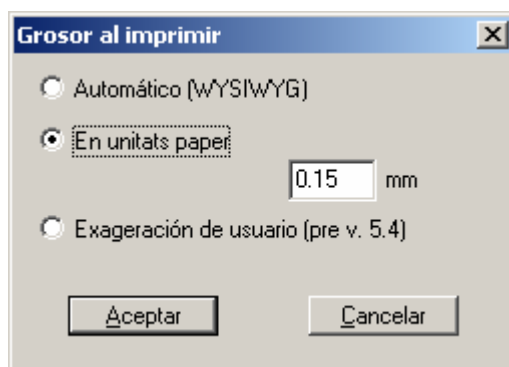 Grosor al imprimir
Automático (WYSIWYG)
En unitats paper
0.15 mm
Exageración de usuario (pre v. 5.4)
Aceptar Cancelar